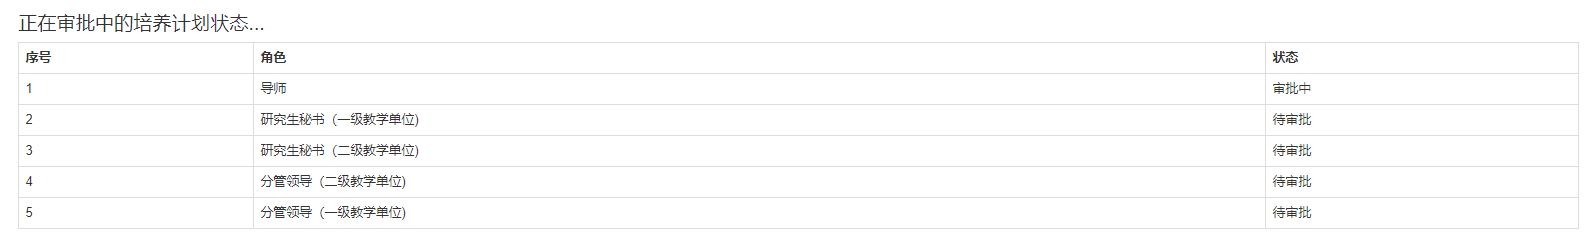 正在审批中的培养计划状态...
序号 角色 状态
1 导师 审批中
2 研究生秘书（一级教学单位) 待审批
3 研究生秘书（二级教学单位) 待审批
4 分管领导（二级教学单位) 待审批
5 分管领导（一级教学单位) 待审批